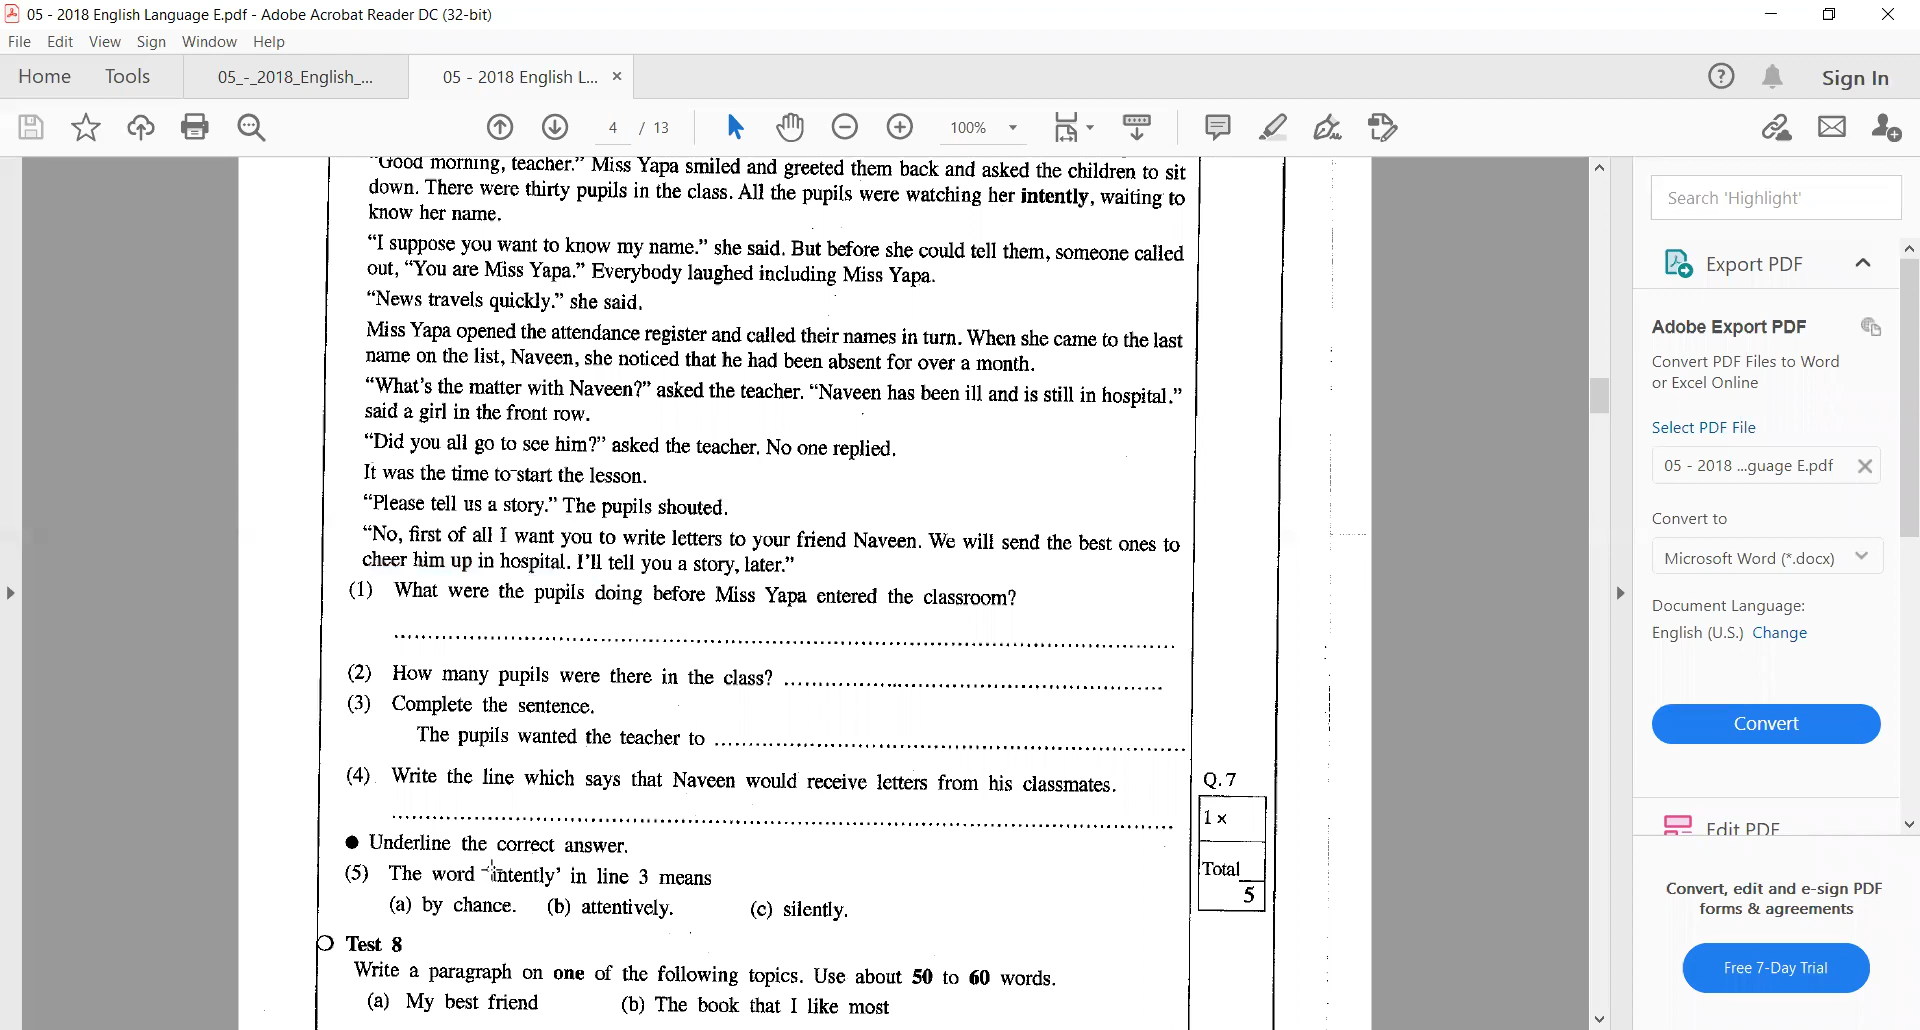 05 - 2018 English Language E.pdf - Adobe Acrobat Reader DC (32-bit)
File Edit View Sign Window Help
Home Tools 05_-_2018_English_... 05 - 2018 English L... ×
Sign In
4 / 13 100%
"Good morning, teacher." Miss Yapa smiled and greeted them back and asked the children to sit
down. There were thirty pupils in the class. All the pupils were watching her intently, waiting to
know her name.
"I suppose you want to know my name." she said. But before she could tell them, someone called
out, "You are Miss Yapa." Everybody laughed including Miss Yapa.
"News travels quickly." she said.
Miss Yapa opened the attendance register and called their names in turn. When she came to the last
name on the list, Naveen, she noticed that he had been absent for over a month.
"What's the matter with Naveen?" asked the teacher. "Naveen has been ill and is still in hospital."
said a girl in the front row.
"Did you all go to see him?" asked the teacher. No one replied.
It was the time to start the lesson.
"Please tell us a story." The pupils shouted.
"No, first of all I want you to write letters to your friend Naveen. We will send the best ones to
cheer him up in hospital. I'll tell you a story, later."
(1) What were the pupils doing before Miss Yapa entered the classroom?
(2) How many pupils were there in the class?
(3) Complete the sentence.
The pupils wanted the teacher to
(4) Write the line which says that Naveen would receive letters from his classmates.
● Underline the correct answer.
(5) The word 'intently' in line 3 means
(a) by chance. (b) attentively. (c) silently.
Test 8
Write a paragraph on one of the following topics. Use about 50 to 60 words.
(a) My best friend (b) The book that I like most
Q.7
1 ×
Total
5
Search 'Highlight'
Export PDF
Adobe Export PDF
Convert PDF Files to Word
or Excel Online
Select PDF File
05 - 2018 ...guage E.pdf
Convert to
Microsoft Word (*.docx)
Document Language:
English (U.S.) Change
Convert
Edit PDF
Convert, edit and e-sign PDF
forms & agreements
Free 7-Day Trial